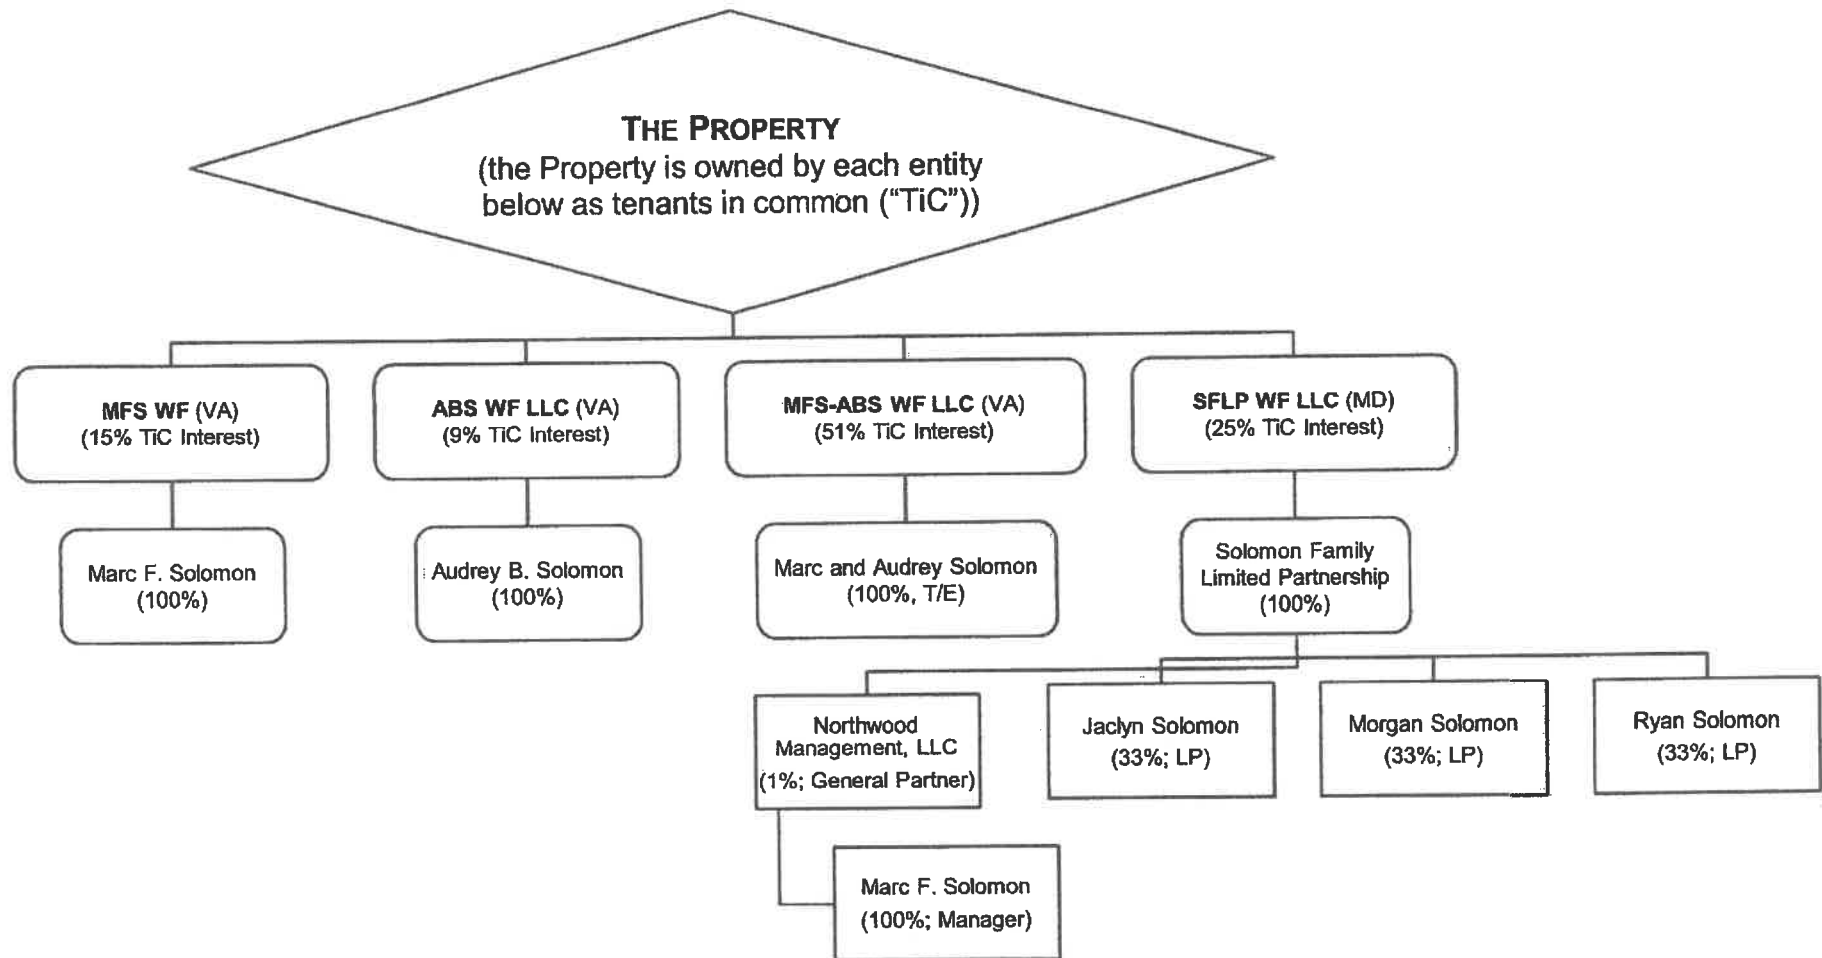 THE PROPERTY
(the Property is owned by each entity
below as tenants in common (“TiC”))
MFS WF (VA)
(15% TiC Interest)
ABS WF LLC (VA)
(9% TiC Interest)
MFS-ABS WF LLC (VA)
(51% TiC Interest)
SFLP WF LLC (MD)
(25% TiC Interest)
Marc F. Solomon
(100%)
Audrey B. Solomon
(100%)
Marc and Audrey Solomon
(100%, T/E)
Solomon Family
Limited Partnership
(100%)
Northwood
Management, LLC
(1%; General Partner)
Jaclyn Solomon
(33%; LP)
Morgan Solomon
(33%; LP)
Ryan Solomon
(33%; LP)
Marc F. Solomon
(100%; Manager)